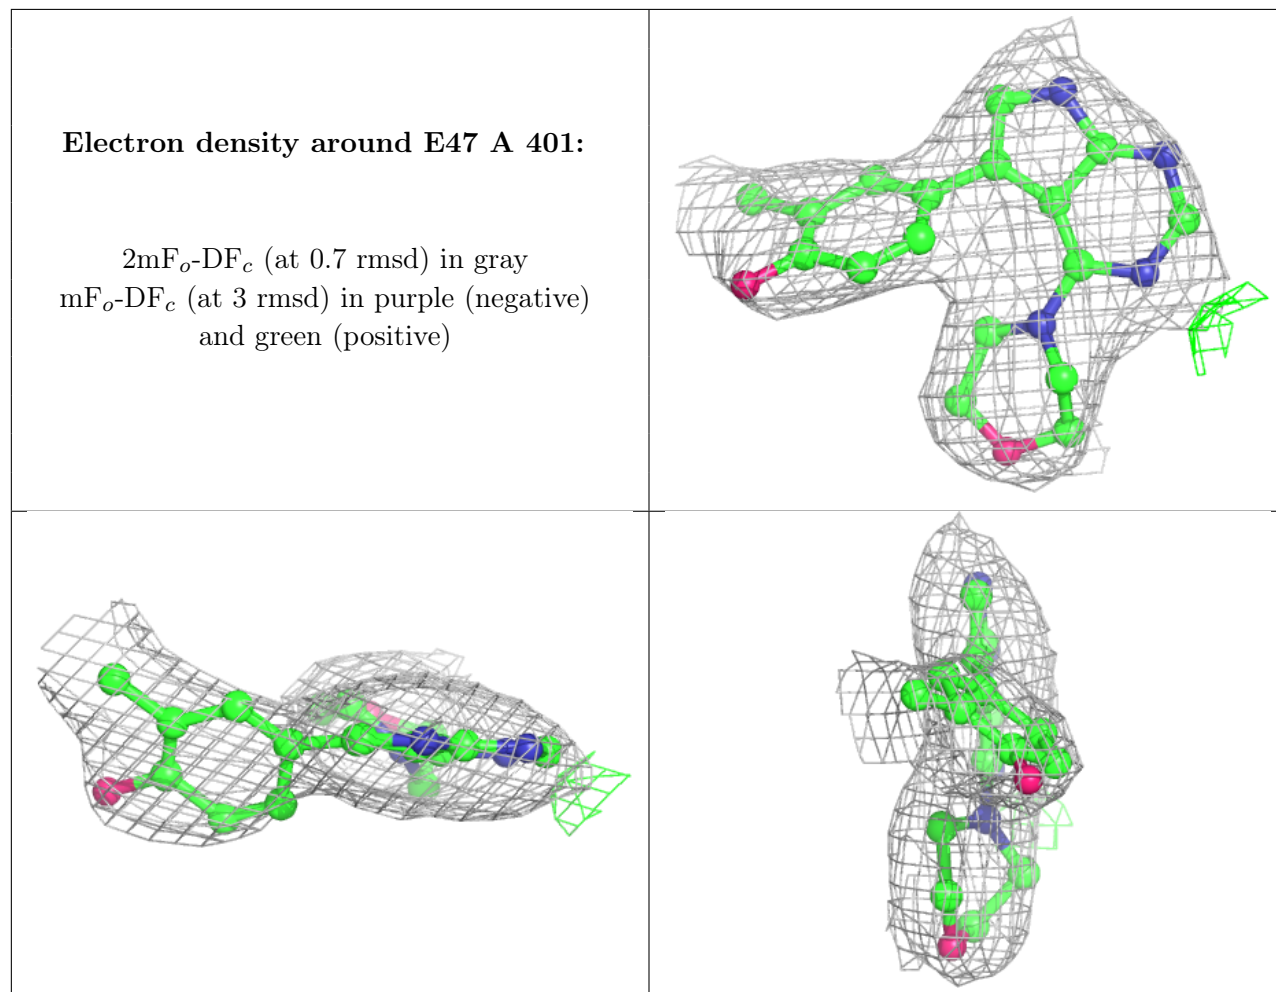 Electron density around E47 A 401:
2mFo-DFc (at 0.7 rmsd) in gray
mFo-DFc (at 3 rmsd) in purple (negative)
and green (positive)